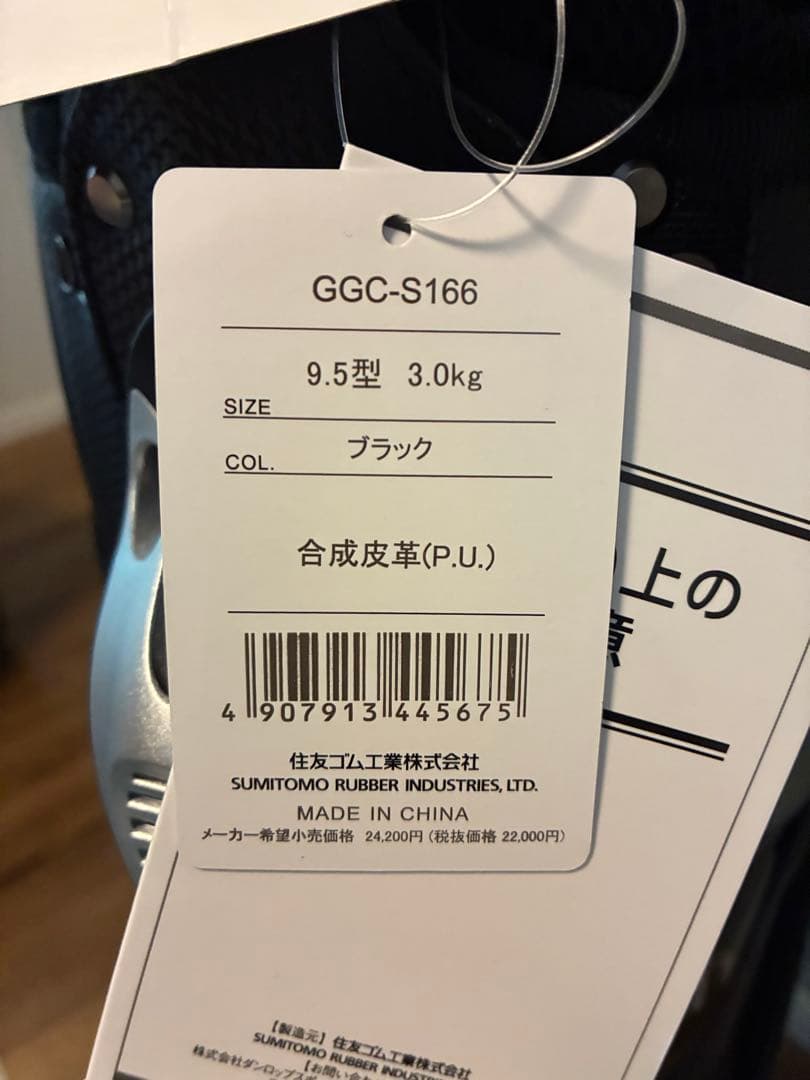 GGC-S166
9.5型 3.0kg
SIZE
ブラック
COL.
合成皮革(P.U.)
4 907913 445675
住友ゴム工業株式会社
SUMITOMO RUBBER INDUSTRIES, LTD.
MADE IN CHINA
メーカー希望小売価格 24,200円 (税抜価格 22,000円)
上の
【製造元】住友ゴム工業株式会社
SUMITOMO RUBBER INDUSTRIES
【お問い合
株式会社ダンロップスポ